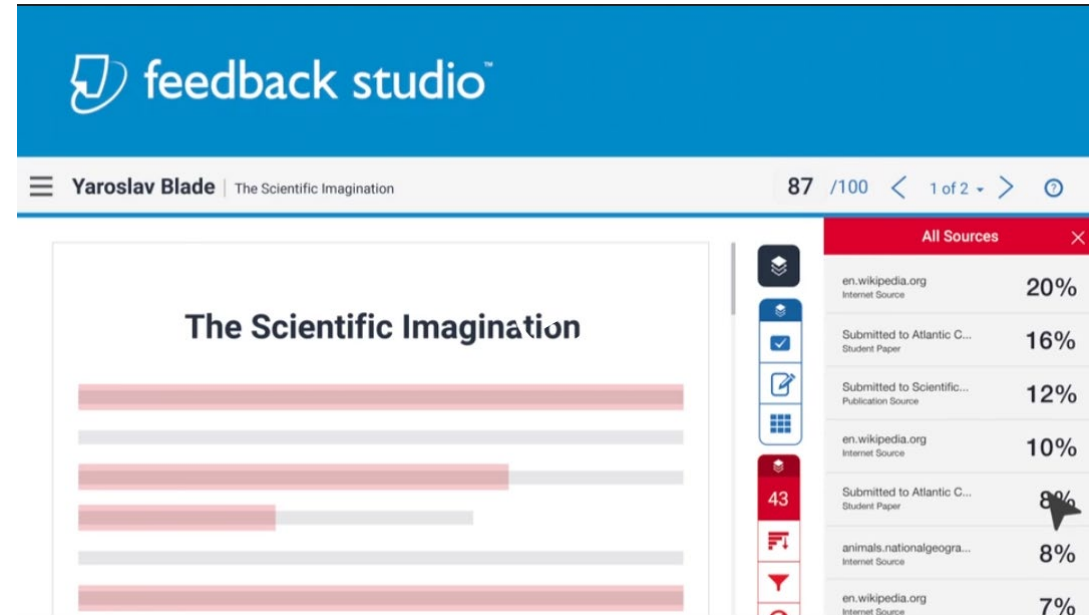 feedback studio™
Yaroslav Blade | The Scientific Imagination
87 /100 1 of 2
All Sources
The Scientific Imagination
en.wikipedia.org 20%
Internet Source
Submitted to Atlantic C... 16%
Student Paper
Submitted to Scientific... 12%
Publication Source
en.wikipedia.org 10%
Internet Source
Submitted to Atlantic C... 8%
Student Paper
43
animals.nationalgeogra... 8%
Internet Source
en.wikipedia.org 7%
Internet Source